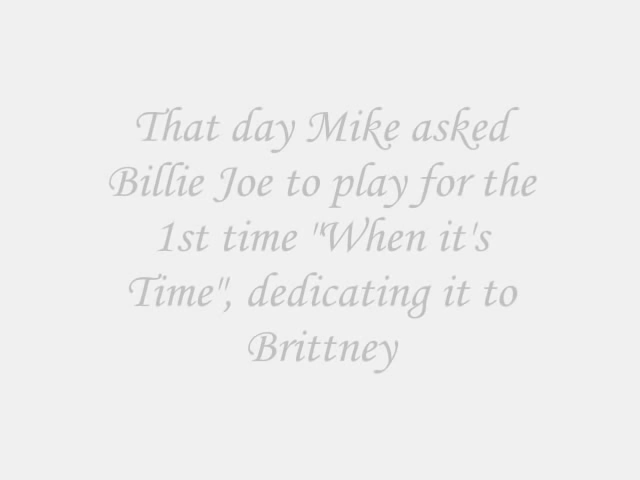 That day Mike asked
Billie Joe to play for the
1st time "When it's
Time", dedicating it to
Brittney